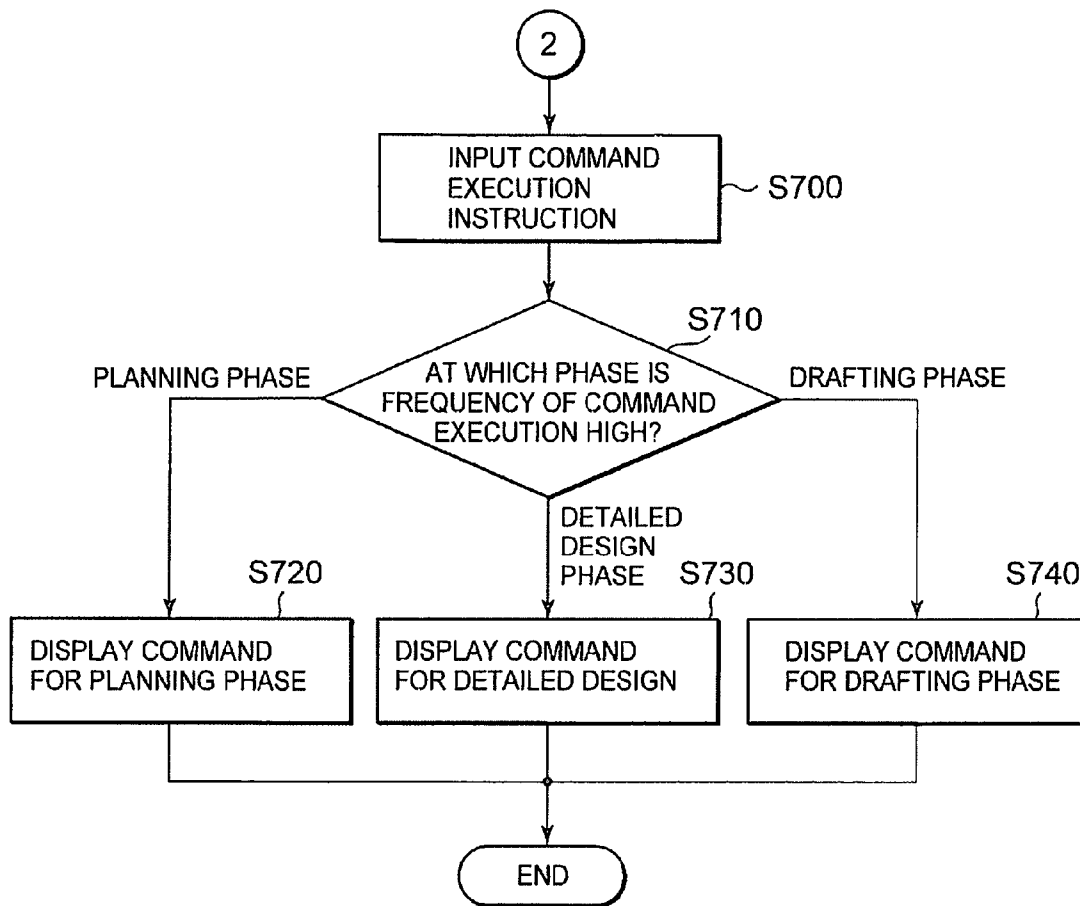 2
INPUT COMMAND
EXECUTION
INSTRUCTION
S700
S710
PLANNING PHASE
AT WHICH PHASE IS
FREQUENCY OF COMMAND
EXECUTION HIGH?
DRAFTING PHASE
DETAILED
DESIGN
PHASE
S720
S730
S740
DISPLAY COMMAND
FOR PLANNING PHASE
DISPLAY COMMAND
FOR DETAILED DESIGN
DISPLAY COMMAND
FOR DRAFTING PHASE
END